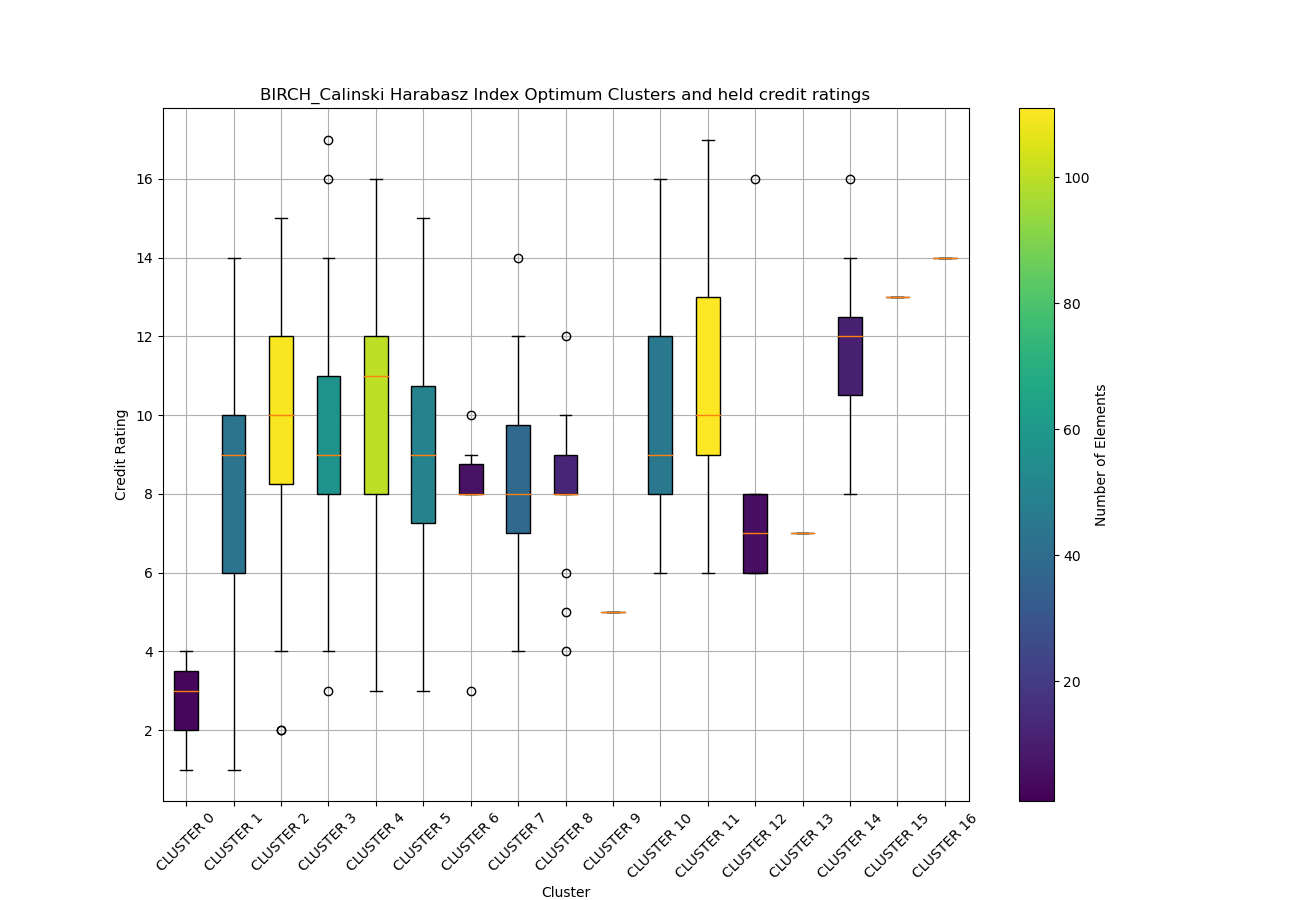 BIRCH_Calinski Harabasz Index Optimum Clusters and held credit ratings
16
14
12
10
8
6
4
2
Credit Rating
CLUSTER 0
CLUSTER 1
CLUSTER 2
CLUSTER 3
CLUSTER 4
CLUSTER 5
CLUSTER 6
CLUSTER 7
CLUSTER 8
CLUSTER 9
CLUSTER 10
CLUSTER 11
CLUSTER 12
CLUSTER 13
CLUSTER 14
CLUSTER 15
CLUSTER 16
Cluster
100
80
60
40
20
Number of Elements